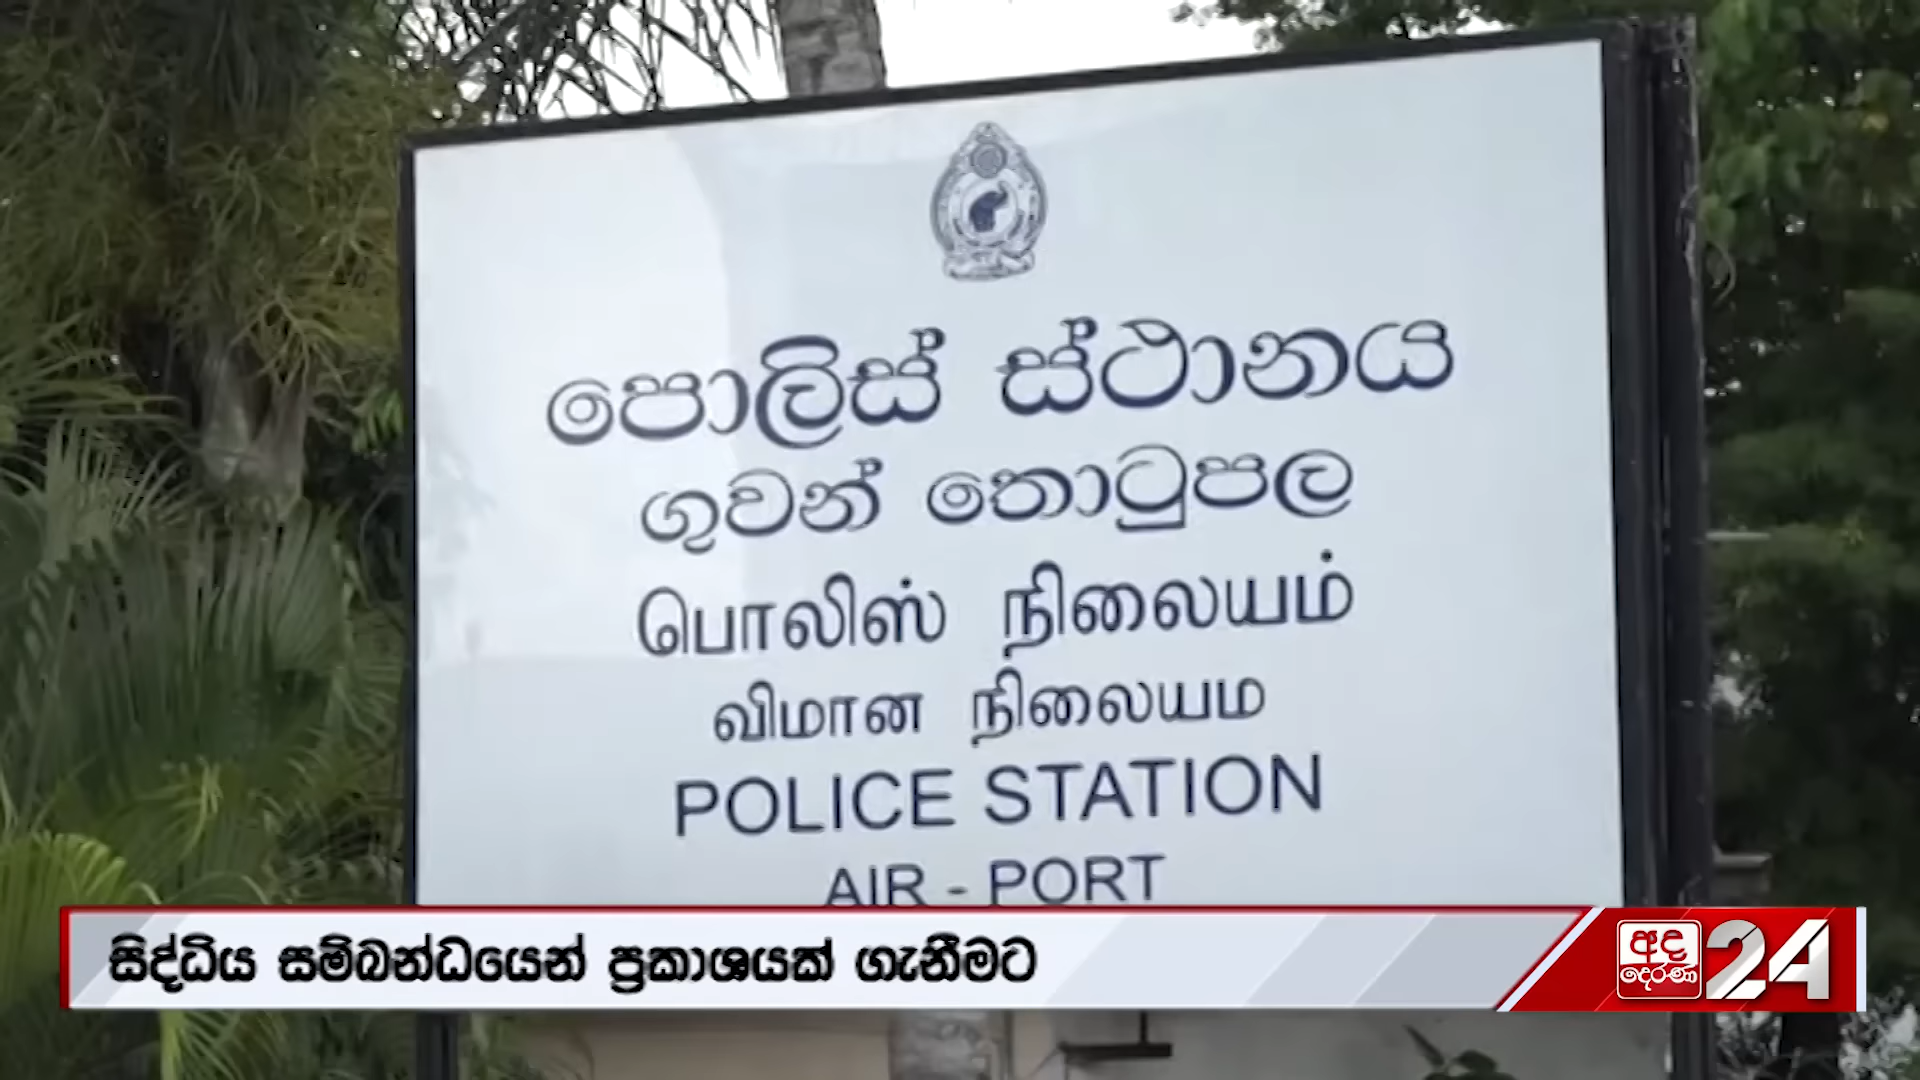 පොලිස් ස්ථානය
ගුවන් තොටුපල
பொலிஸ் நிலையம்
விமான நிலையம
POLICE STATION
AIR - PORT
සිද්ධිය සම්බන්ධයෙන් ප්‍රකාශයක් ගැනීමට
අද දෙරණ 24